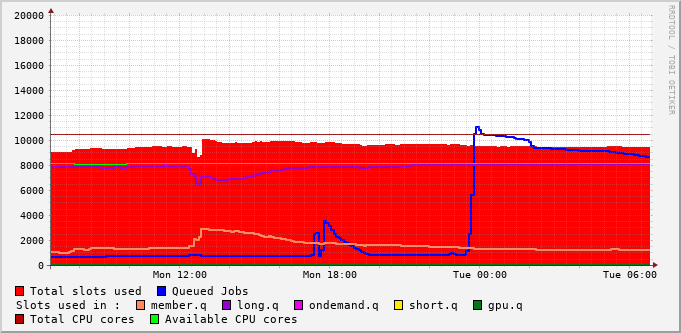 RRDTOOL / TOBI OETIKER
20000
18000
16000
14000
12000
10000
8000
6000
4000
2000
0
Mon 12:00 Mon 18:00 Tue 00:00 Tue 06:00
Total slots used Queued Jobs
Slots used in : member.q long.q ondemand.q short.q gpu.q
Total CPU cores Available CPU cores